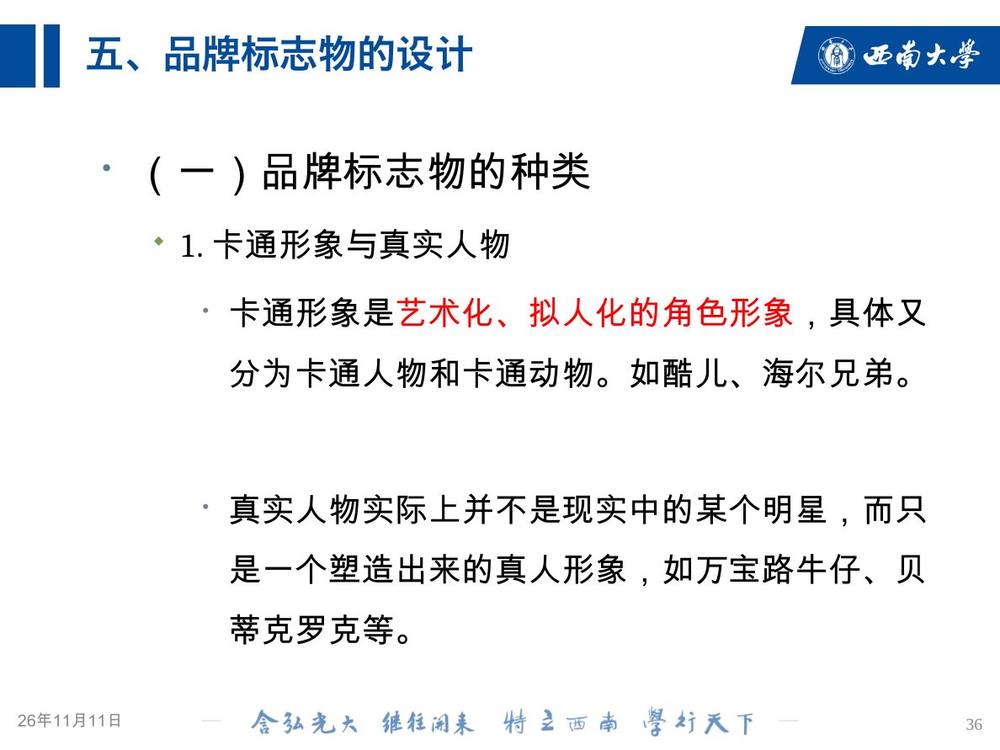 五、品牌标志物的设计
西南大学
（一）品牌标志物的种类
1. 卡通形象与真实人物
卡通形象是艺术化、拟人化的角色形象，具体又
分为卡通人物和卡通动物。如酷儿、海尔兄弟。
真实人物实际上并不是现实中的某个明星，而只
是一个塑造出来的真人形象，如万宝路牛仔、贝
蒂克罗克等。
26年11月11日
含弘光大 继往开来 特立西南 学行天下
36